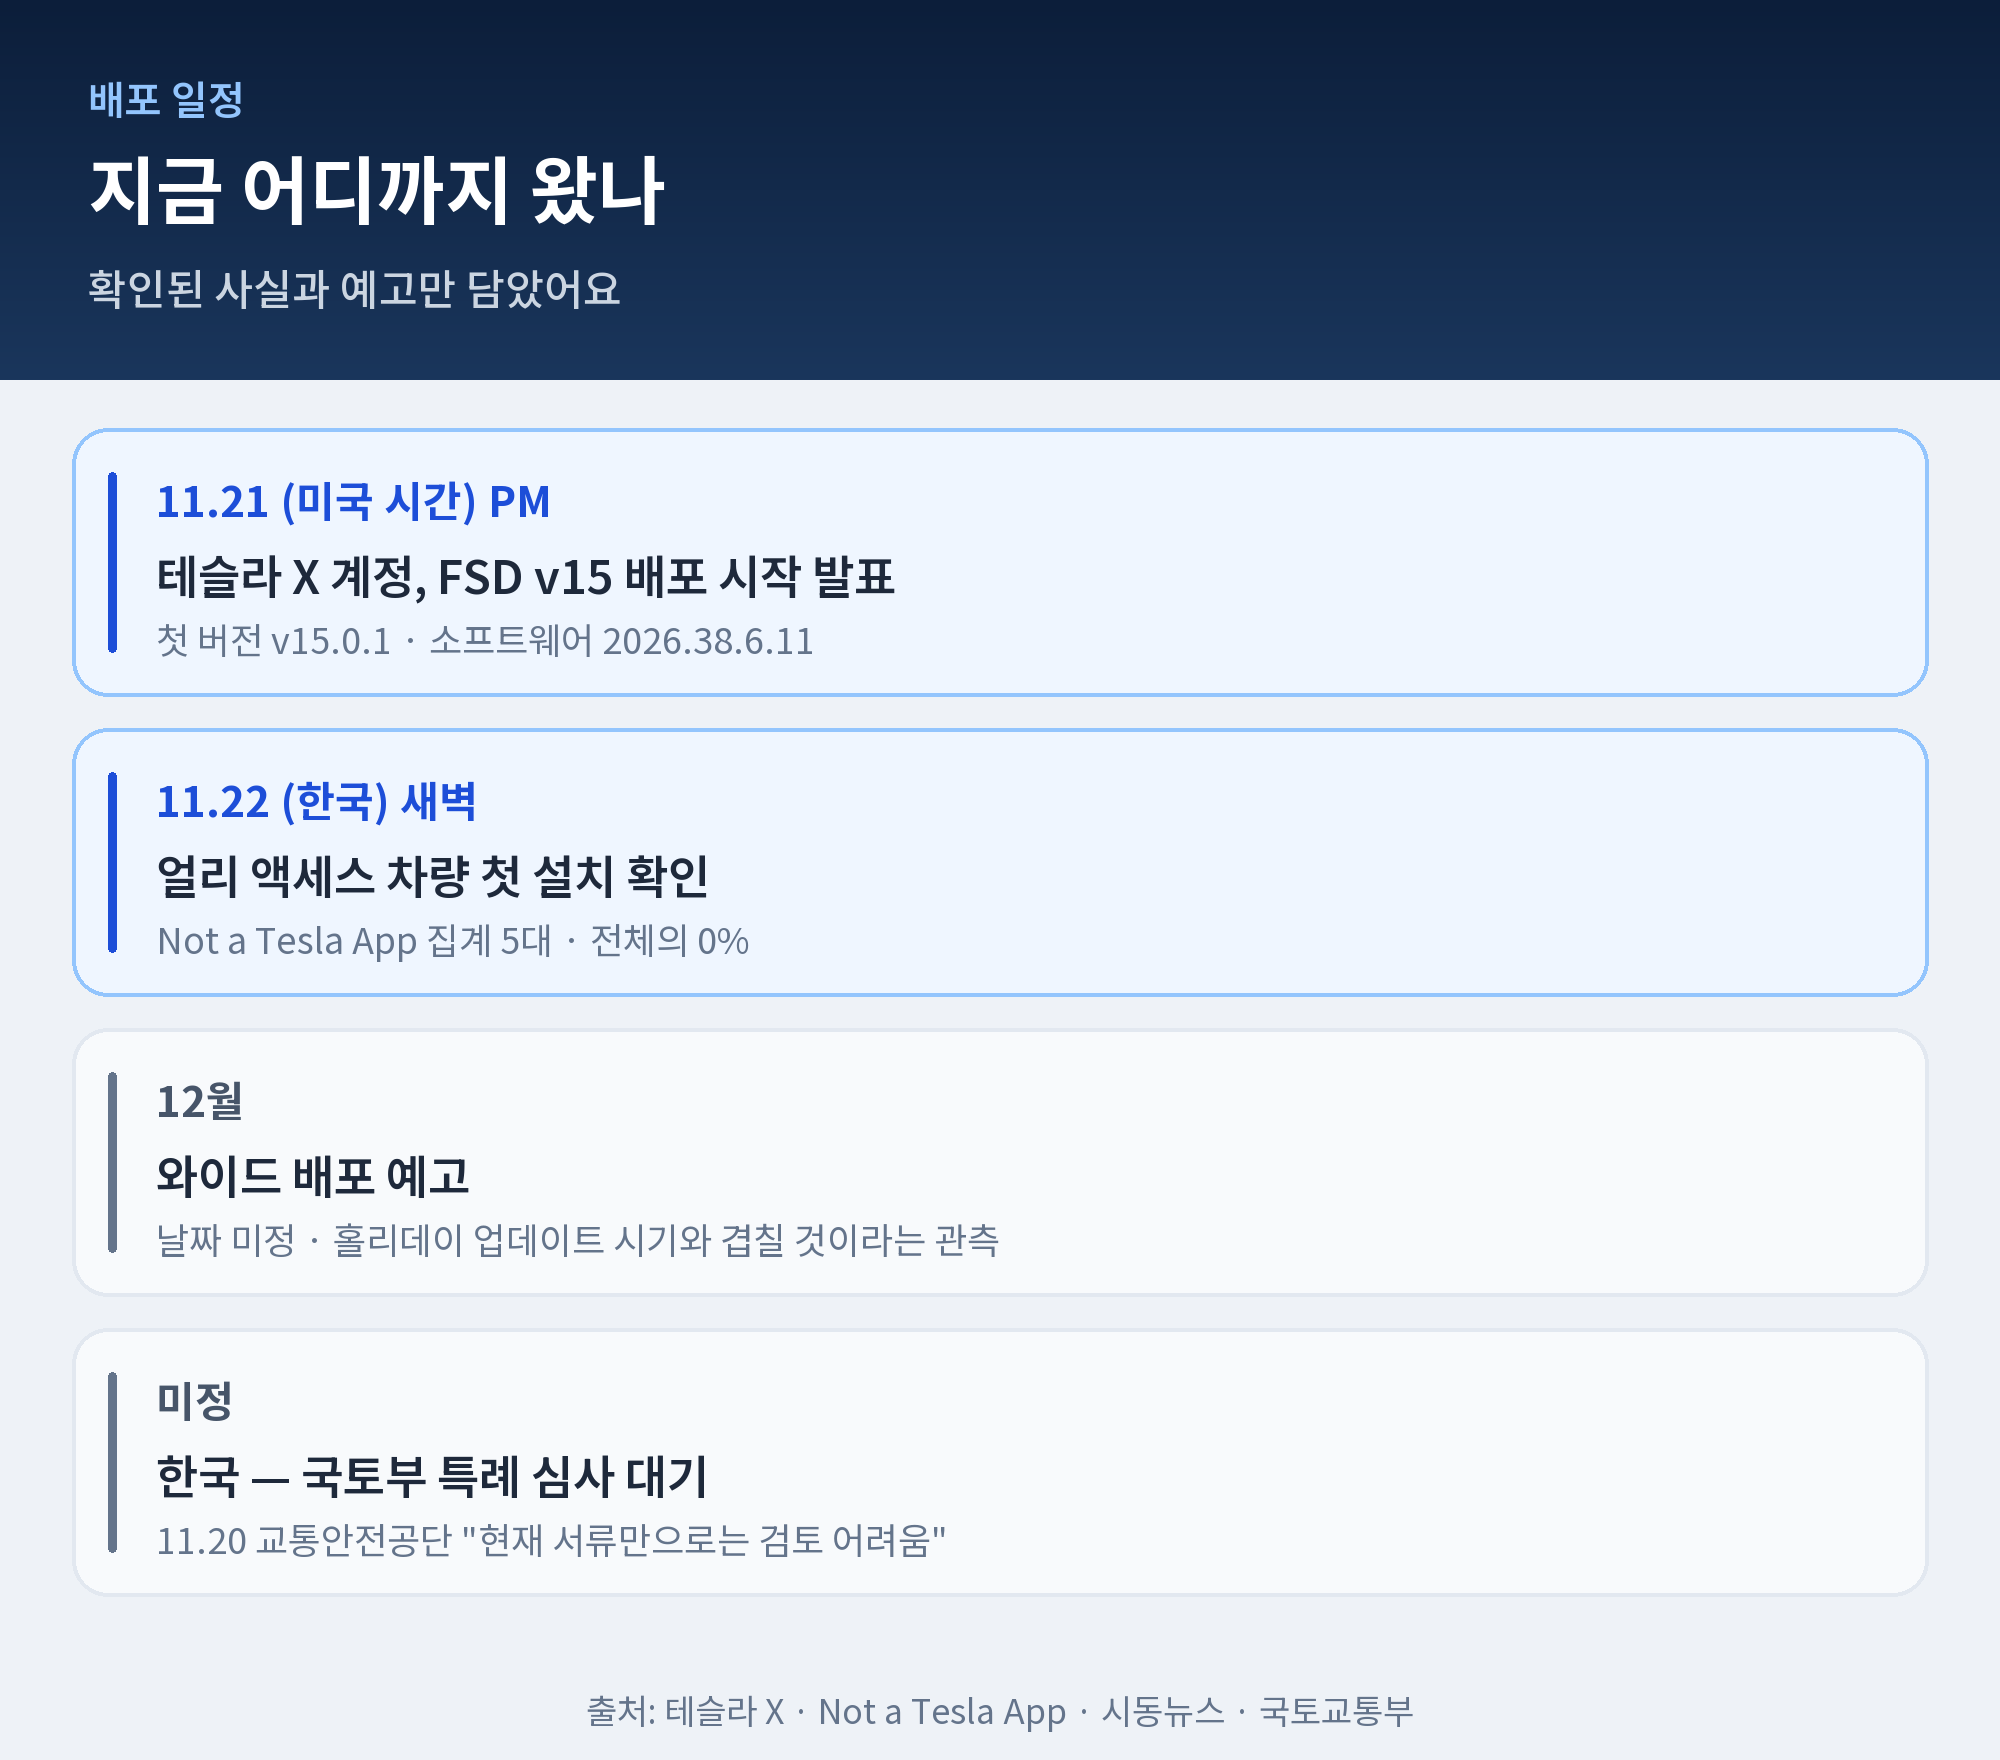 배포 일정
지금 어디까지 왔나
확인된 사실과 예고만 담았어요
11.21 (미국 시간) PM
테슬라 X 계정, FSD v15 배포 시작 발표
첫 버전 v15.0.1 · 소프트웨어 2026.38.6.11
11.22 (한국) 새벽
얼리 액세스 차량 첫 설치 확인
Not a Tesla App 집계 5대 · 전체의 0%
12월
와이드 배포 예고
날짜 미정 · 홀리데이 업데이트 시기와 겹칠 것이라는 관측
미정
한국 — 국토부 특례 심사 대기
11.20 교통안전공단 "현재 서류만으로는 검토 어려움"
출처: 테슬라 X · Not a Tesla App · 시동뉴스 · 국토교통부